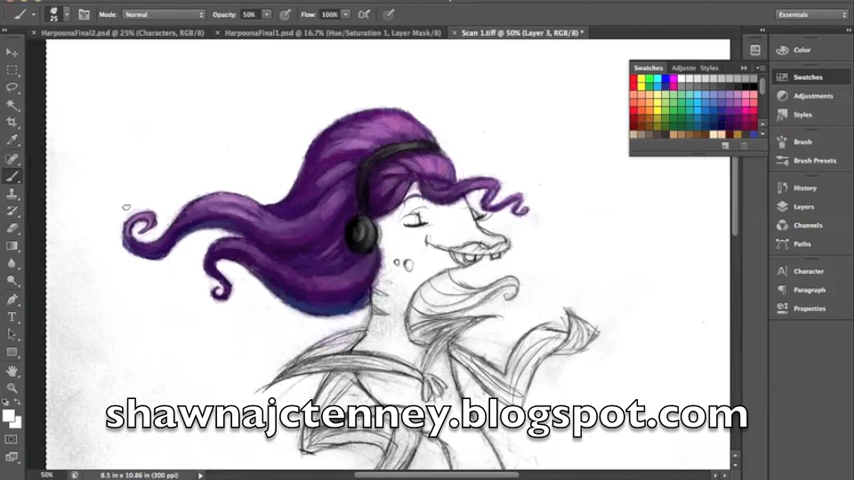 25 Mode: Normal Opacity: 50% Flow: 100% Essentials
HarpoonaFinal2.psd @ 25% (Characters, RGB/8) HarpoonaFinal1.psd @ 16.7% (Hue/Saturation 1, Layer Mask/8) Scan 1.tiff @ 50% (Layer 3, RGB/8) *
Swatches Adjustm Styles
Color
Swatches
Adjustments
Styles
Brush
Brush Presets
History
Layers
Channels
Paths
Character
Paragraph
Properties
shawnajctenney.blogspot.com
50% 8.5 in x 10.86 in (300 ppi)